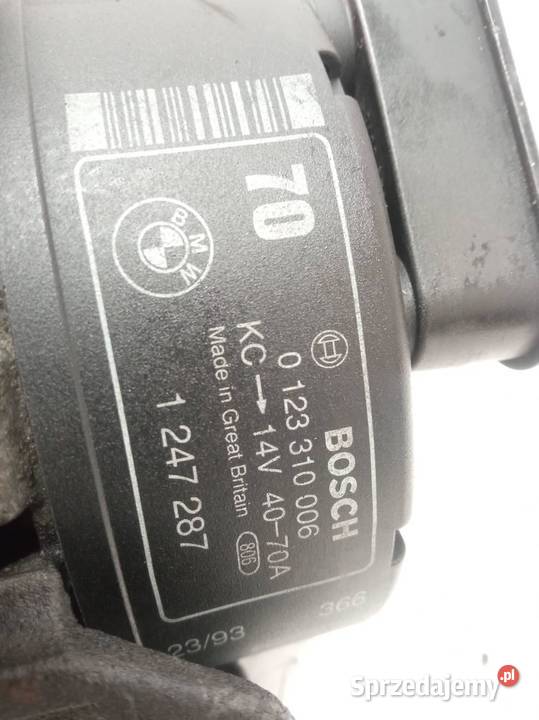 70
BMW
BOSCH
0 123 310 006
KC→ 14V 40-70A
Made in Great Britain 806
1 247 287
23/93 366
Sprzedajemy.pl